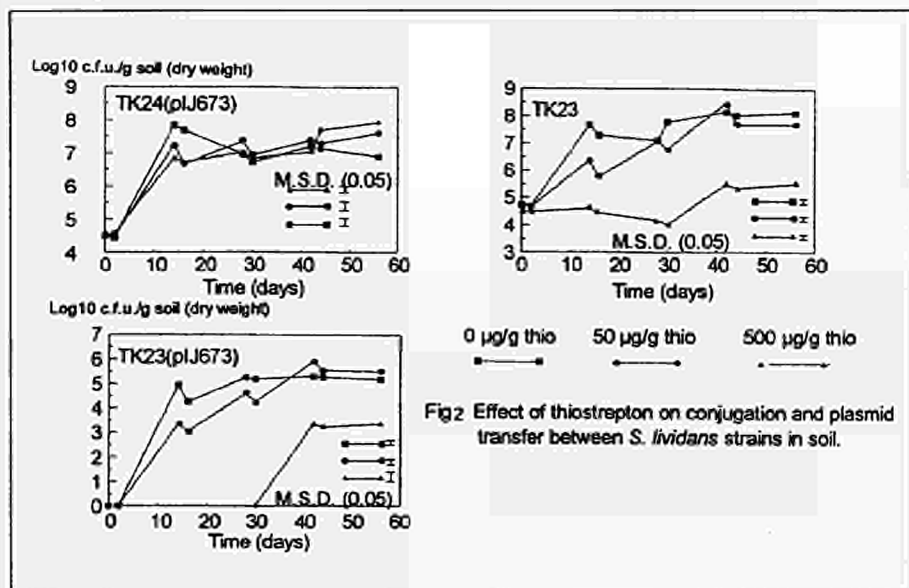 Log10 c.f.u./g soil (dry weight)
9
8
7
6
5
4
TK24(pIJ673)
M.S.D. (0.05)
0 10 20 30 40 50 60
Time (days)
9
8
7
6
5
4
3
TK23
M.S.D. (0.05)
0 10 20 30 40 50 60
Time (days)
Log10 c.f.u./g soil (dry weight)
7
6
5
4
3
2
1
0
TK23(pIJ673)
M.S.D. (0.05)
0 10 20 30 40 50 60
Time (days)
0 µg/g thio 50 µg/g thio 500 µg/g thio
Fig2 Effect of thiostrepton on conjugation and plasmid
transfer between S. lividans strains in soil.